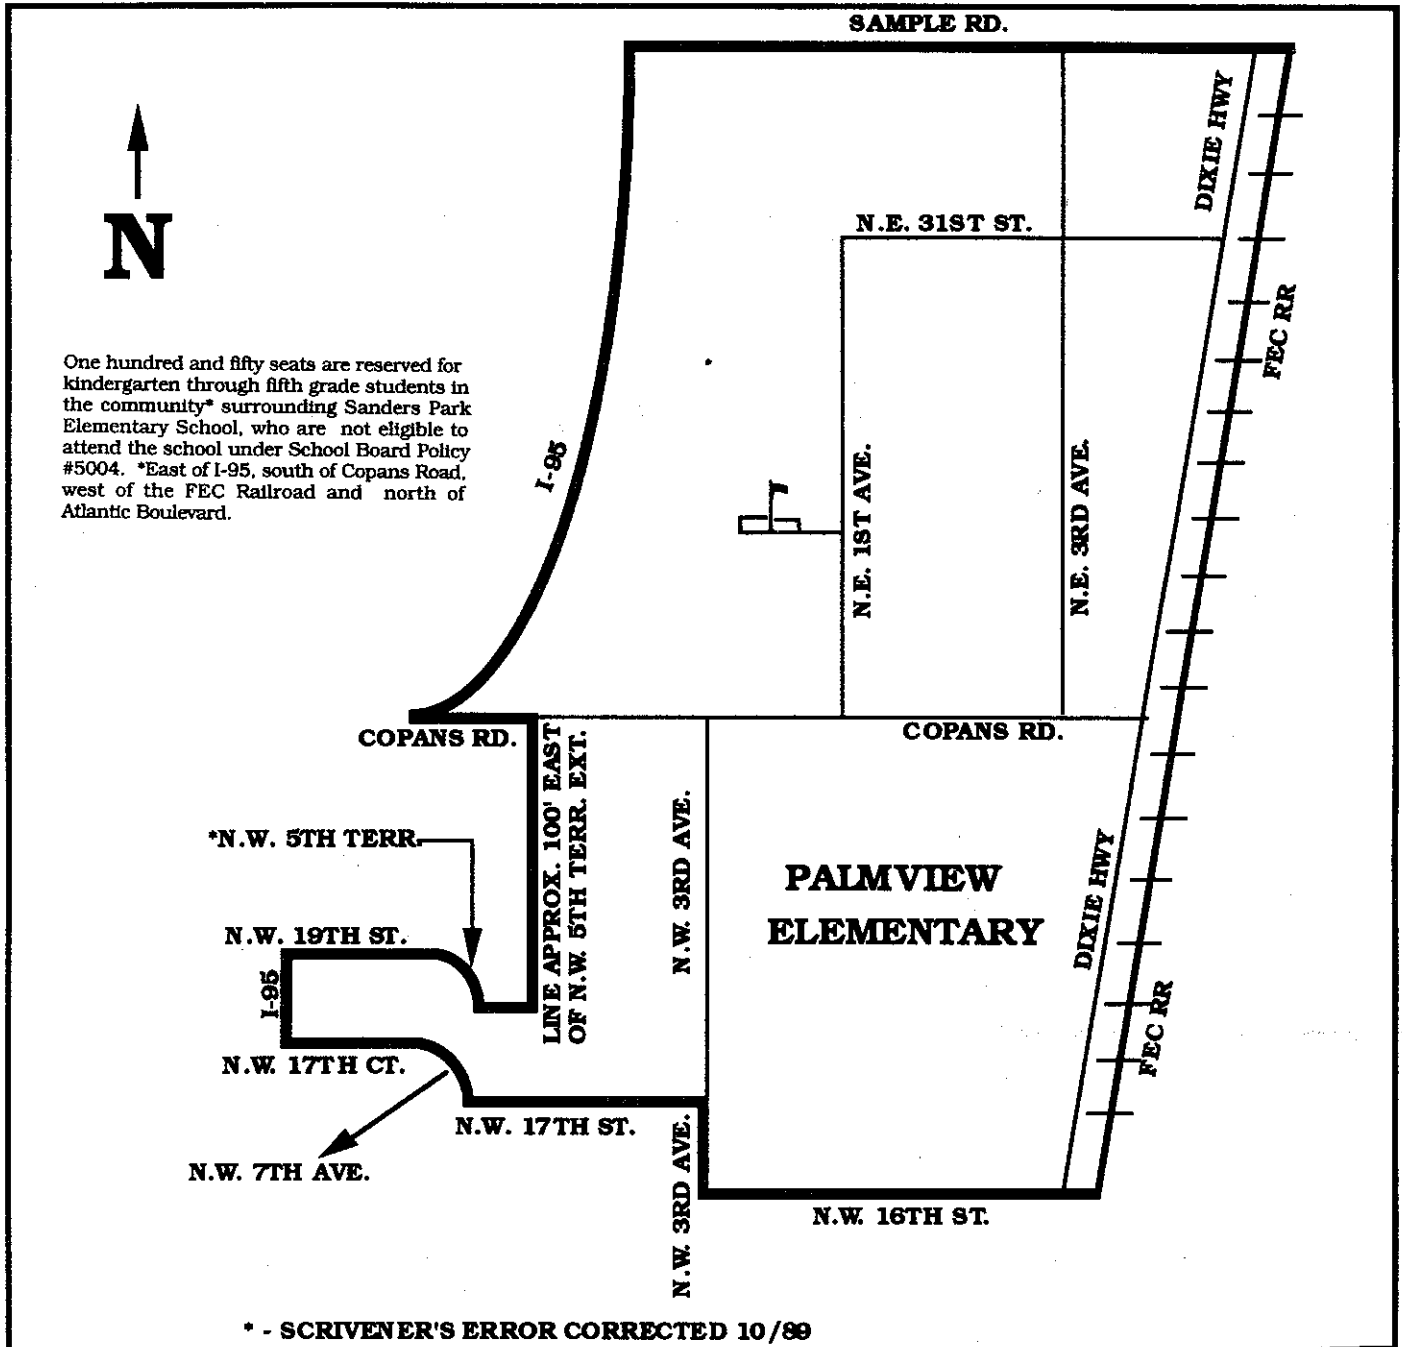 SAMPLE RD.
DIXIE HWY
N
N.E. 31ST ST.
FEC RR
One hundred and fifty seats are reserved for
kindergarten through fifth grade students in
the community* surrounding Sanders Park
Elementary School, who are not eligible to
attend the school under School Board Policy
#5004. *East of I-95, south of Copans Road,
west of the FEC Railroad and north of
Atlantic Boulevard.
I-95
N.E. 1ST AVE.
N.E. 3RD AVE.
COPANS RD.
COPANS RD.
LINE APPROX. 100' EAST
OF N.W. 5TH TERR. EXT.
N.W. 3RD AVE.
*N.W. 5TH TERR.
PALMVIEW
ELEMENTARY
DIXIE HWY
N.W. 19TH ST.
I-95
FEC RR
N.W. 17TH CT.
N.W. 17TH ST.
N.W. 7TH AVE.
N.W. 3RD AVE.
N.W. 16TH ST.
* - SCRIVENER'S ERROR CORRECTED 10/89